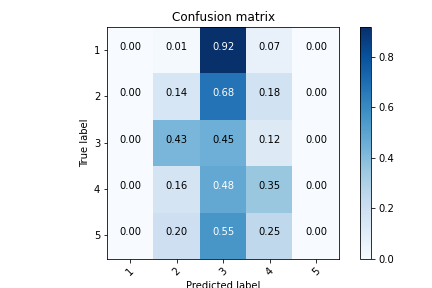 Confusion matrix
1 0.00 0.01 0.92 0.07 0.00
2 0.00 0.14 0.68 0.18 0.00
3 0.00 0.43 0.45 0.12 0.00
4 0.00 0.16 0.48 0.35 0.00
5 0.00 0.20 0.55 0.25 0.00
True label
1 2 3 4 5
Predicted label
0.8
0.6
0.4
0.2
0.0